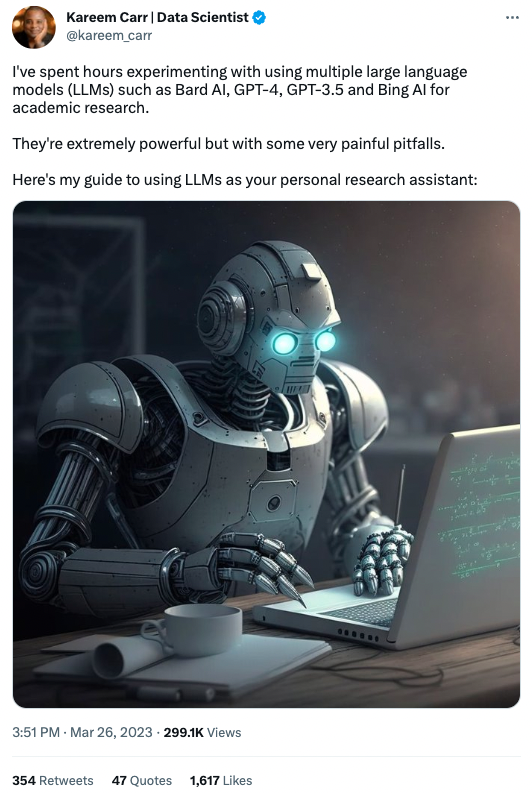 Kareem Carr | Data Scientist
@kareem_carr
I've spent hours experimenting with using multiple large language
models (LLMs) such as Bard AI, GPT-4, GPT-3.5 and Bing AI for
academic research.
They're extremely powerful but with some very painful pitfalls.
Here's my guide to using LLMs as your personal research assistant:
3:51 PM · Mar 26, 2023 · 299.1K Views
354 Retweets 47 Quotes 1,617 Likes